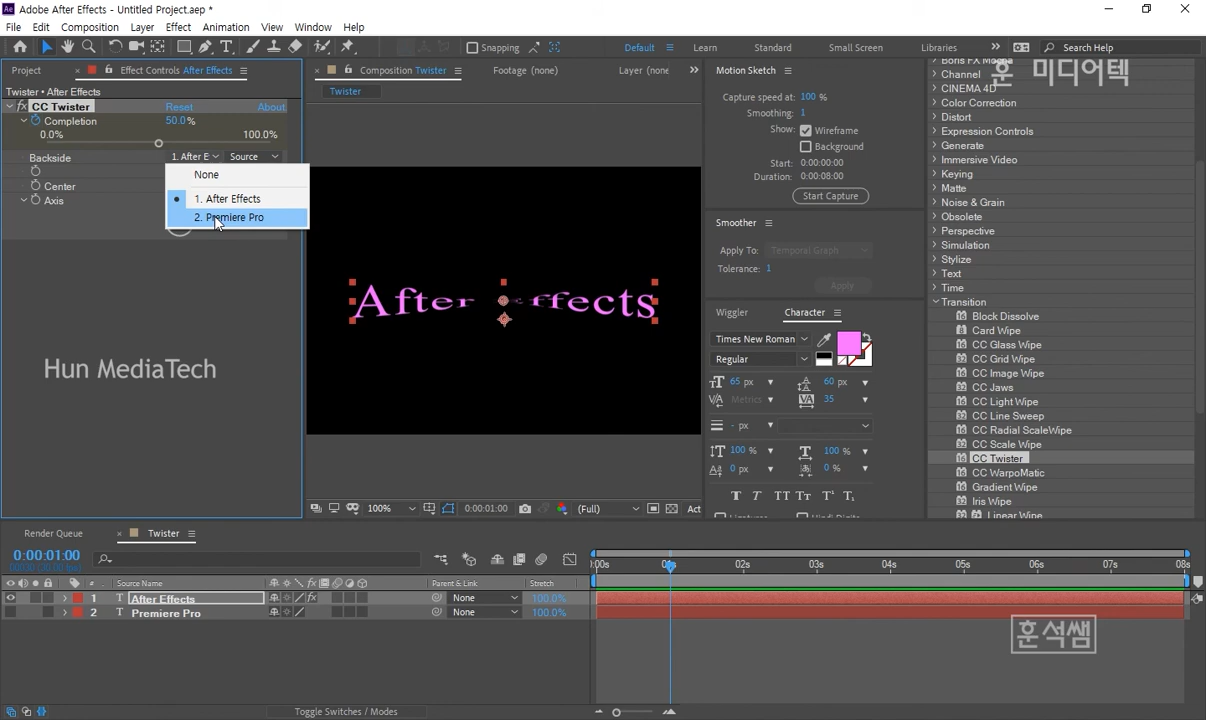 Adobe After Effects - Untitled Project.aep *
File Edit Composition Layer Effect Animation View Window Help
Snapping Default Learn Standard Small Screen Libraries Search Help
Project Effect Controls After Effects
Composition Twister Footage (none) Layer (none
Twister • After Effects
Twister
fx CC Twister Reset About
Completion 50.0%
0.0% 100.0%
Backside 1. After E Source
None
1. After Effects
2. Premiere Pro
Center
Axis
Hun MediaTech
After Effects
100% 0:00:01:00 (Full) Act
Motion Sketch
Capture speed at: 100 %
Smoothing: 1
Show: Wireframe
Background
Start: 0:00:00:00
Duration: 0:00:08:00
Start Capture
Smoother
Apply To: Temporal Graph
Tolerance: 1
Apply
Wiggler Character
Times New Roman
Regular
65 px 60 px
Metrics 35
- px
100 % 100 %
0 px 0 %
훈 미디어텍
Boris FX Mocha
Channel
CINEMA 4D
Color Correction
Distort
Expression Controls
Generate
Immersive Video
Keying
Matte
Noise & Grain
Obsolete
Perspective
Simulation
Stylize
Text
Time
Transition
Block Dissolve
Card Wipe
CC Glass Wipe
CC Grid Wipe
CC Image Wipe
CC Jaws
CC Light Wipe
CC Line Sweep
CC Radial ScaleWipe
CC Scale Wipe
CC Twister
CC WarpoMatic
Gradient Wipe
Iris Wipe
Linear Wipe
Render Queue Twister
0:00:01:00
# Source Name Parent & Link Stretch
1 T After Effects None 100.0%
2 T Premiere Pro None 100.0%
:00s 02s 03s 04s 05s 06s 07s 08s
훈석쌤
Toggle Switches / Modes